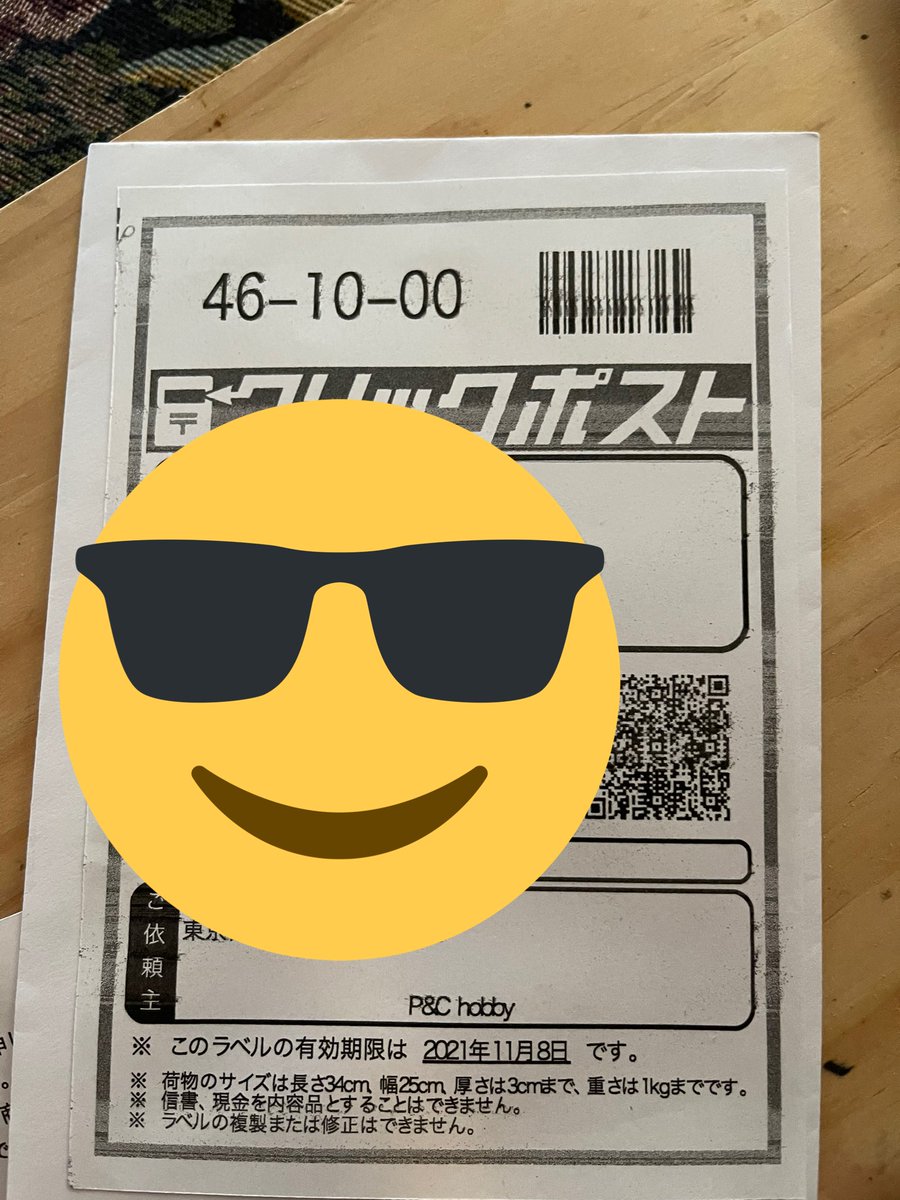 46-10-00
クリックポスト
ご依頼主
東京
P&C hobby
※ このラベルの有効期限は 2021年11月8日 です。
※ 荷物のサイズは長さ34cm, 幅25cm, 厚さは3cmまで、重さは1kgまでです。
※ 信書、現金を内容品とすることはできません。
※ ラベルの複製または修正はできません。